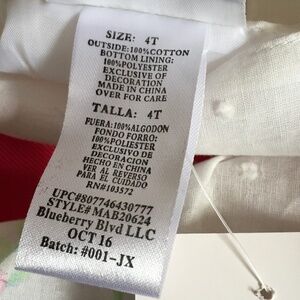 SIZE: 4T
OUTSIDE:100%COTTON
BOTTOM LINING:
100%POLYESTER
EXCLUSIVE OF
DECORATION
MADE IN CHINA
OVER FOR CARE
TALLA: 4T
FUERA:100%ALGODON
FONDO FORRO:
100%POLIESTER
EXCLUSIVO DE
DECORACION
HECHO EN CHINA
VER AL REVERSO
PARA EL CUIDADO
RN#103572
UPC#807746430777
STYLE#MAB20624
Blueberry Blvd LLC
OCT 16
Batch: #001-JX